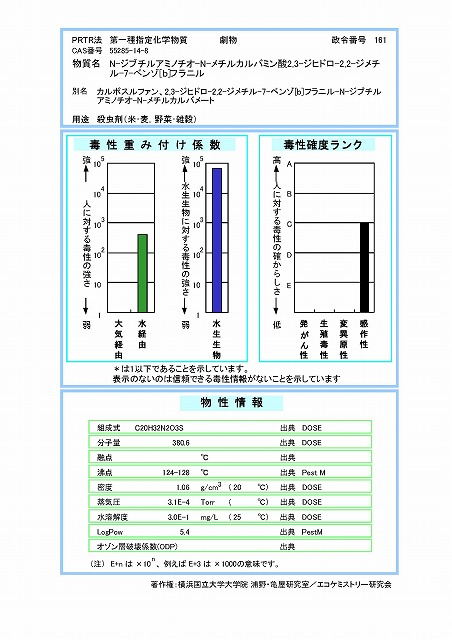 PRTR法 第一種指定化学物質 劇物 政令番号 161
CAS番号 55285-14-8
物質名 N-ジブチルアミノチオ-N-メチルカルバミン酸2,3-ジヒドロ-2,2-ジメチ
ル-7-ベンゾ[b]フラニル
別名 カルボスルファン、2,3-ジヒドロ-2,2-ジメチル-7-ベンゾ[b]フラニル-N-ジブチル
アミノチオ-N-メチルカルバメート
用途 殺虫剤(米・麦, 野菜・雑穀)
毒性重み付け係数
強 人に対する毒性の強さ 弱
10^5
10^4
10^3
10^2
10
1
大気経由
水経由
強 水生生物に対する毒性の強さ 弱
10^5
10^4
10^3
10^2
10
1
水生生物
毒性確度ランク
高 人に対する毒性の確からしさ 低
A
B
C
D
E
発がん性
生殖毒性
変異原性
感作性
*は1以下であることを示しています。
表示のないのは信頼できる毒性情報がないことを示しています
物性情報
組成式 C20H32N2O3S 出典 DOSE
分子量 380.6 出典 DOSE
融点 ℃ 出典
沸点 124-128 ℃ 出典 Pest M
密度 1.06 g/cm3 ( 20 ℃) 出典 DOSE
蒸気圧 3.1E-4 Torr ( ℃) 出典 DOSE
水溶解度 3.0E-1 mg/L ( 25 ℃) 出典 DOSE
LogPow 5.4 出典 PestM
オゾン層破壊係数(ODP) 出典
(注) E+n は ×10^n、例えば E+3 は ×1000の意味です。
著作権:横浜国立大学大学院 浦野・亀屋研究室/エコケミストリー研究会